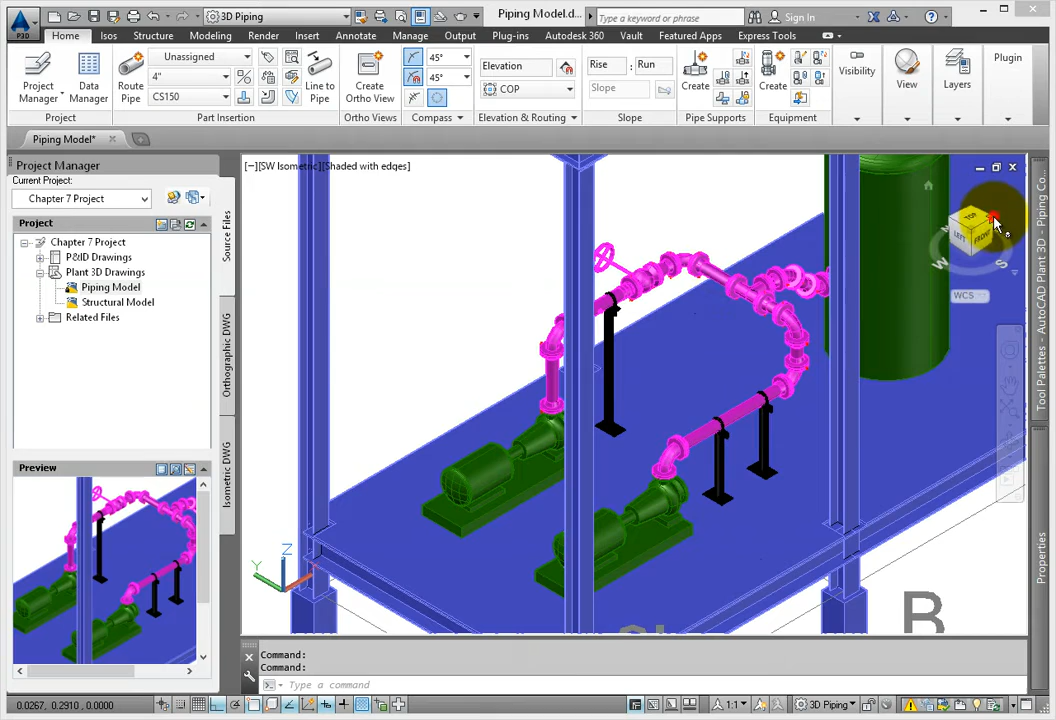 P3D
3D Piping
Piping Model.d...
Type a keyword or phrase
Sign In
Home
Isos
Structure
Modeling
Render
Insert
Annotate
Manage
Output
Plug-ins
Autodesk 360
Vault
Featured Apps
Express Tools
Project Manager
Data Manager
Project
Route Pipe
Unassigned
4"
CS150
Line to Pipe
Part Insertion
Create Ortho View
Ortho Views
45°
45°
Compass
Elevation
COP
Elevation & Routing
Rise
: Run
Slope
Slope
Create
Pipe Supports
Create
Equipment
Visibility
View
Layers
Plugin
Piping Model*
Project Manager
Current Project:
Chapter 7 Project
Project
Chapter 7 Project
P&ID Drawings
Plant 3D Drawings
Piping Model
Structural Model
Related Files
Source Files
Orthographic DWG
Isometric DWG
Preview
[−][SW Isometric][Shaded with edges]
TOP
LEFT
FRONT
W
S
WCS
Z
Y
B
Tool Palettes - AutoCAD Plant 3D - Piping Co...
Properties
Command:
Command:
Type a command
0.0267, 0.2910, 0.0000
1:1
3D Piping